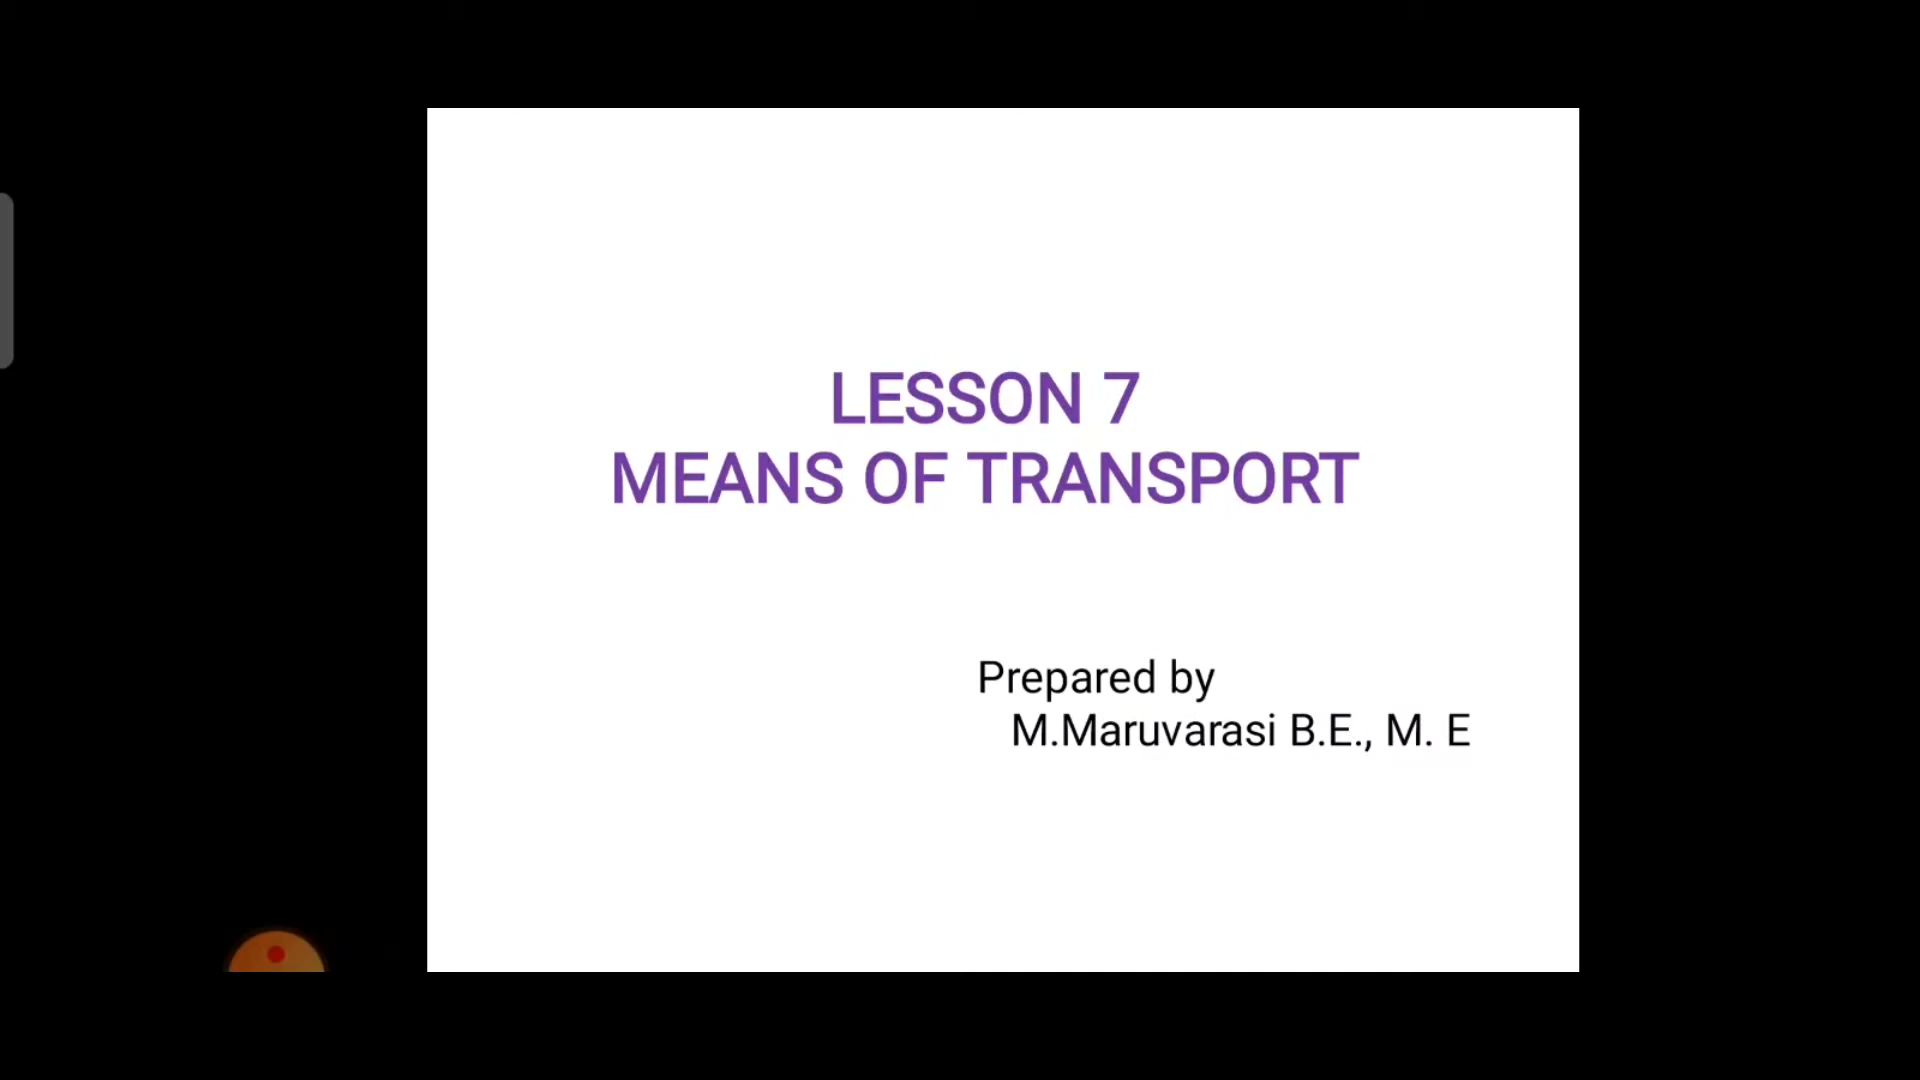 LESSON 7
MEANS OF TRANSPORT
Prepared by
M.Maruvarasi B.E., M. E